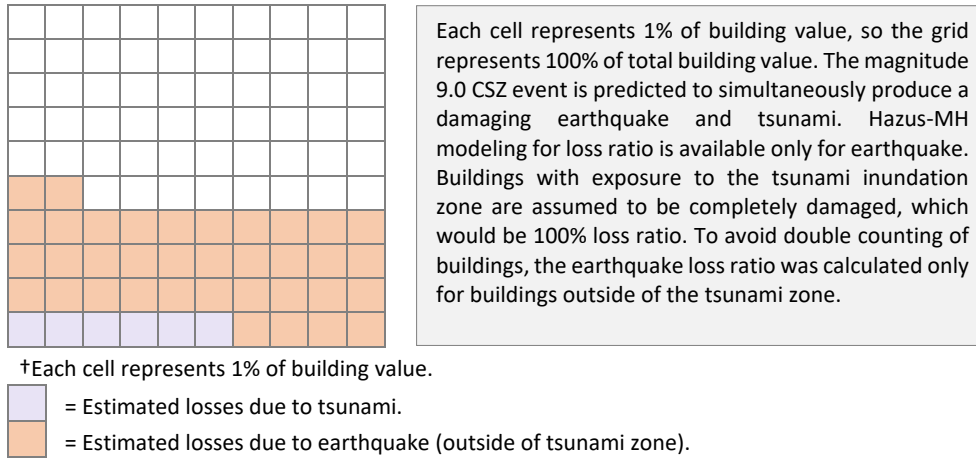 Each cell represents 1% of building value, so the grid
represents 100% of total building value. The magnitude
9.0 CSZ event is predicted to simultaneously produce a
damaging earthquake and tsunami. Hazus-MH
modeling for loss ratio is available only for earthquake.
Buildings with exposure to the tsunami inundation
zone are assumed to be completely damaged, which
would be 100% loss ratio. To avoid double counting of
buildings, the earthquake loss ratio was calculated only
for buildings outside of the tsunami zone.
†Each cell represents 1% of building value.
= Estimated losses due to tsunami.
= Estimated losses due to earthquake (outside of tsunami zone).